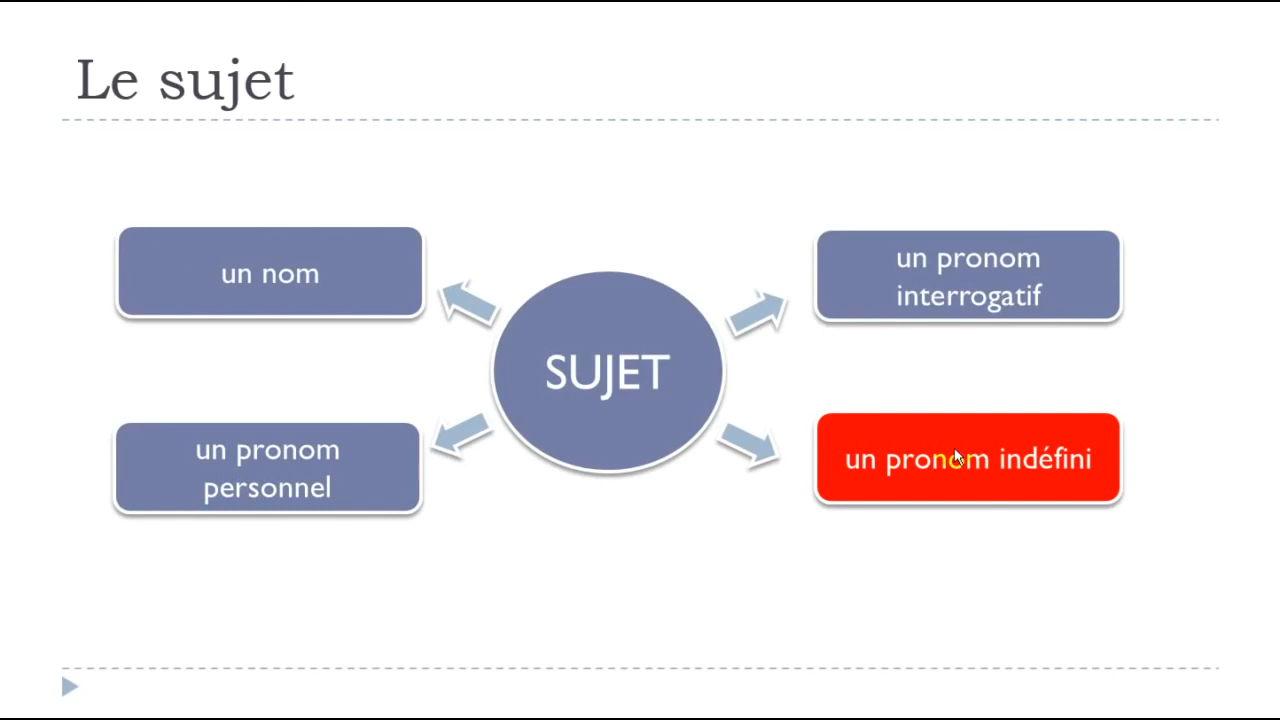 Le sujet
un nom
un pronom
interrogatif
SUJET
un pronom
personnel
un pronom indéfini